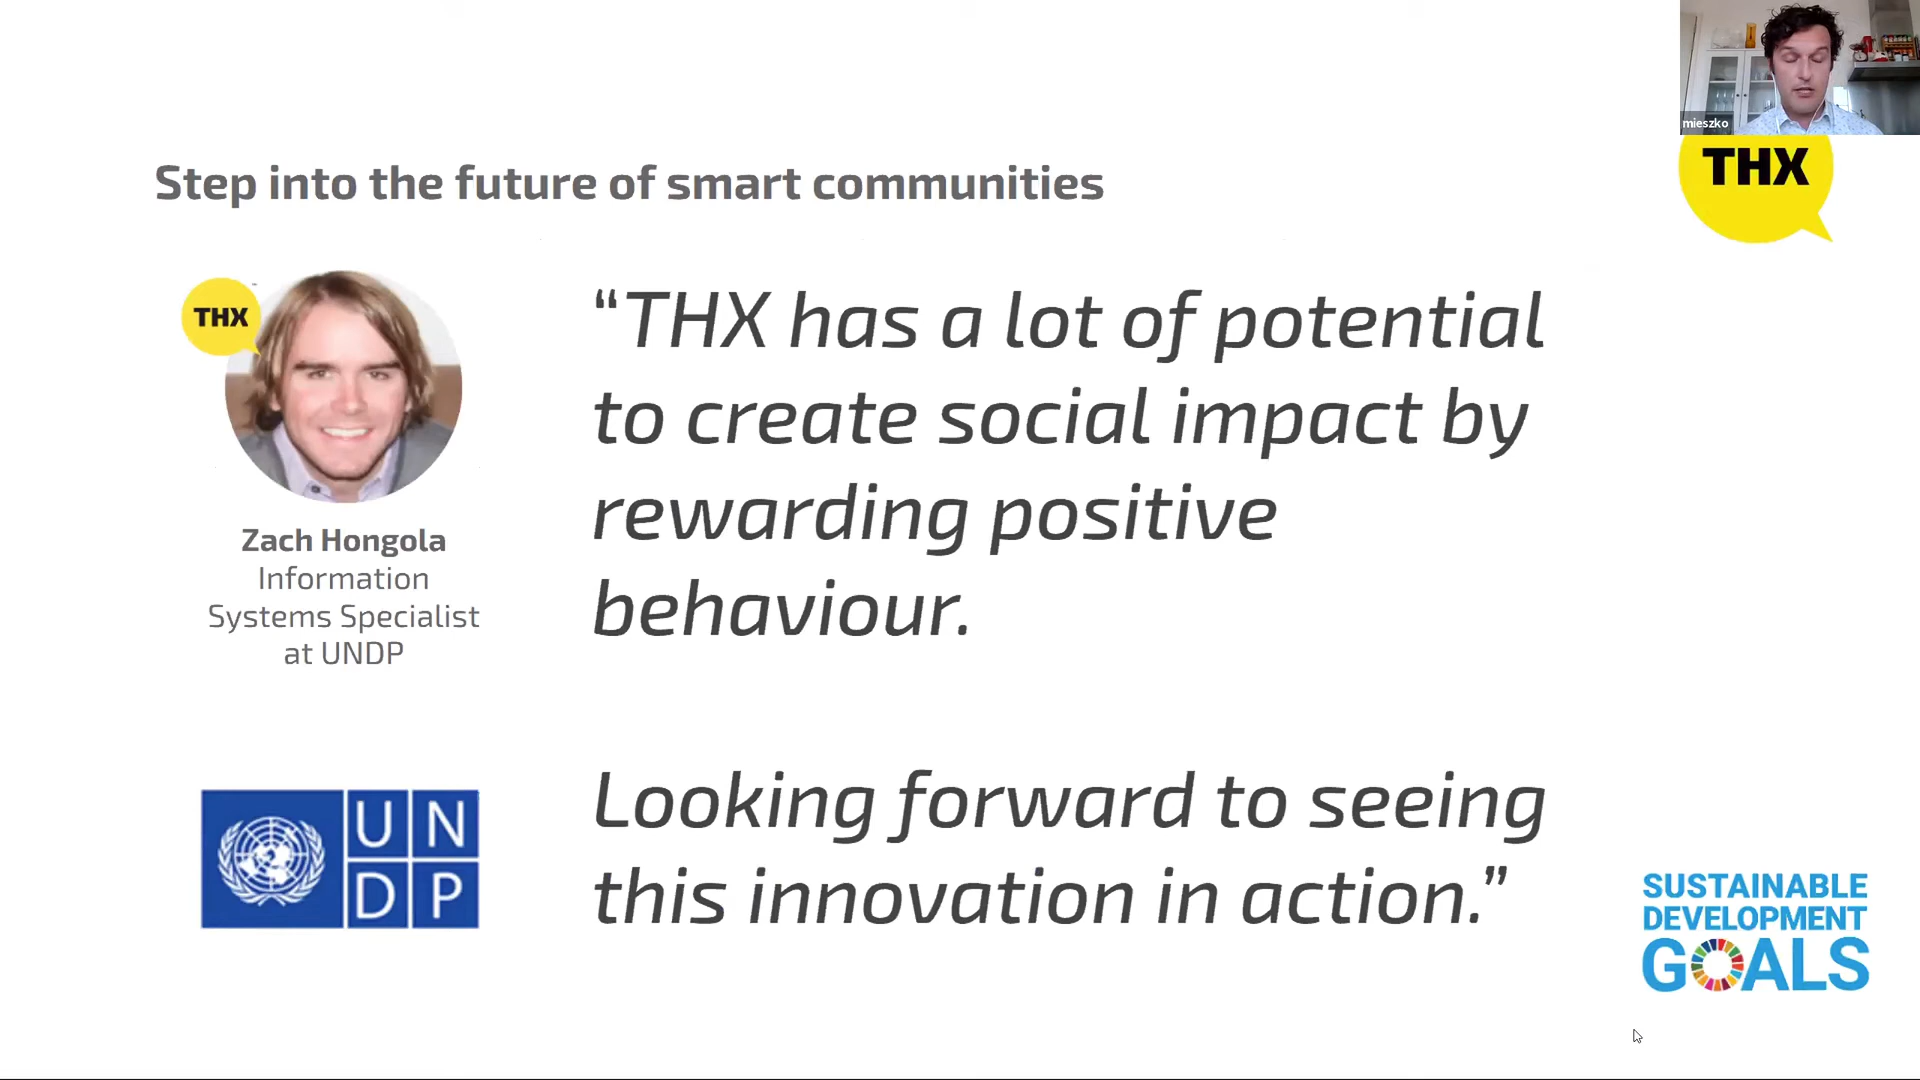 mieszko
THX
Step into the future of smart communities
THX
Zach Hongola
Information
Systems Specialist
at UNDP
“THX has a lot of potential
to create social impact by
rewarding positive
behaviour.
Looking forward to seeing
this innovation in action.”
U N
D P
SUSTAINABLE
DEVELOPMENT
GOALS